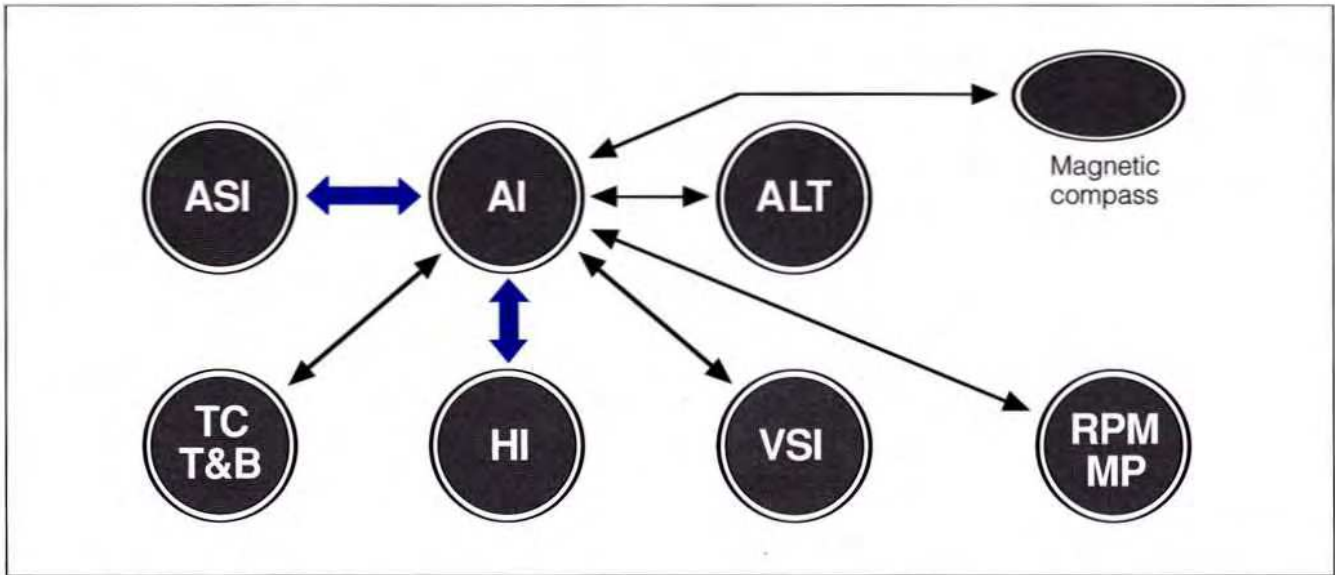 Magnetic
compass
ASI
AI
ALT
TC
T&B
HI
VSI
RPM
MP